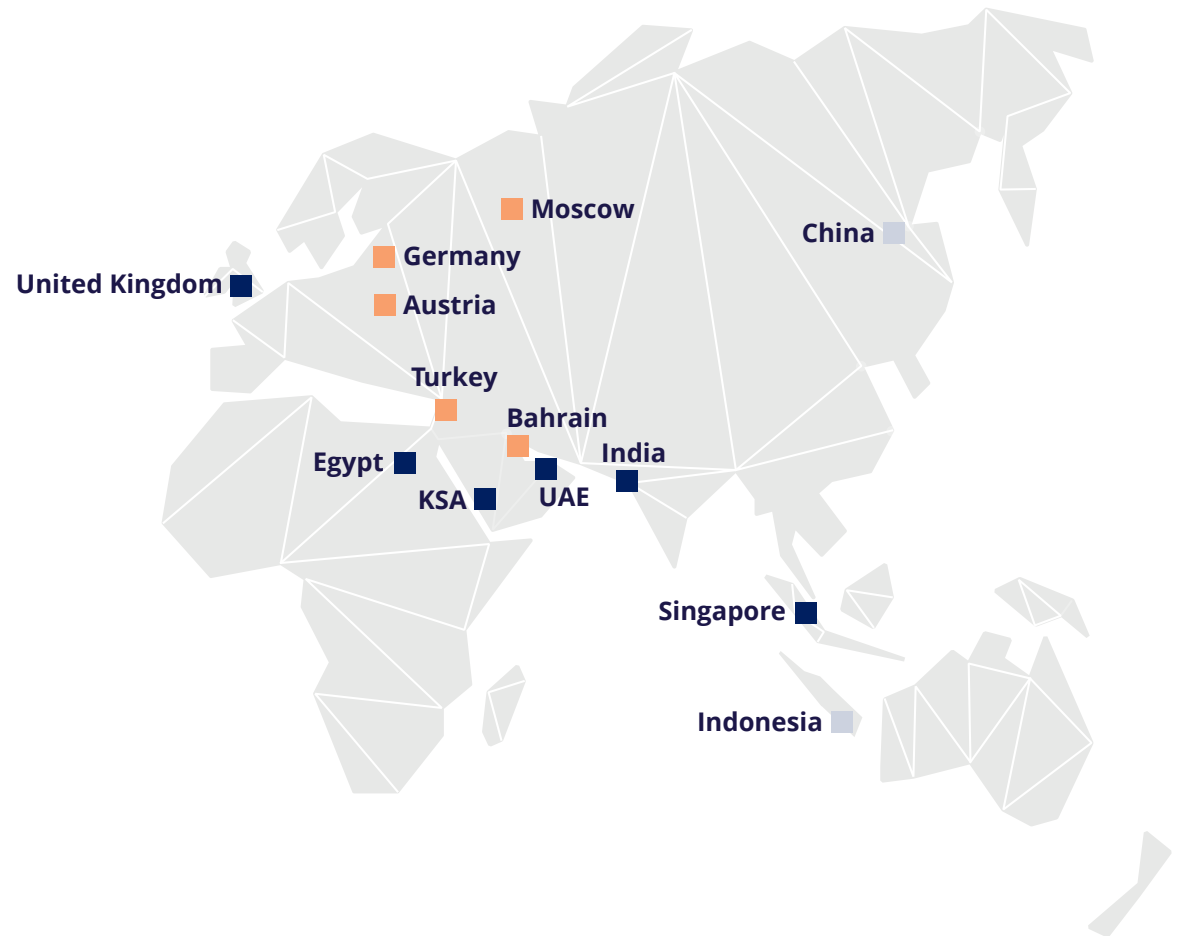 Moscow
China
Germany
United Kingdom
Austria
Turkey
Bahrain
India
Egypt
KSA
UAE
Singapore
Indonesia